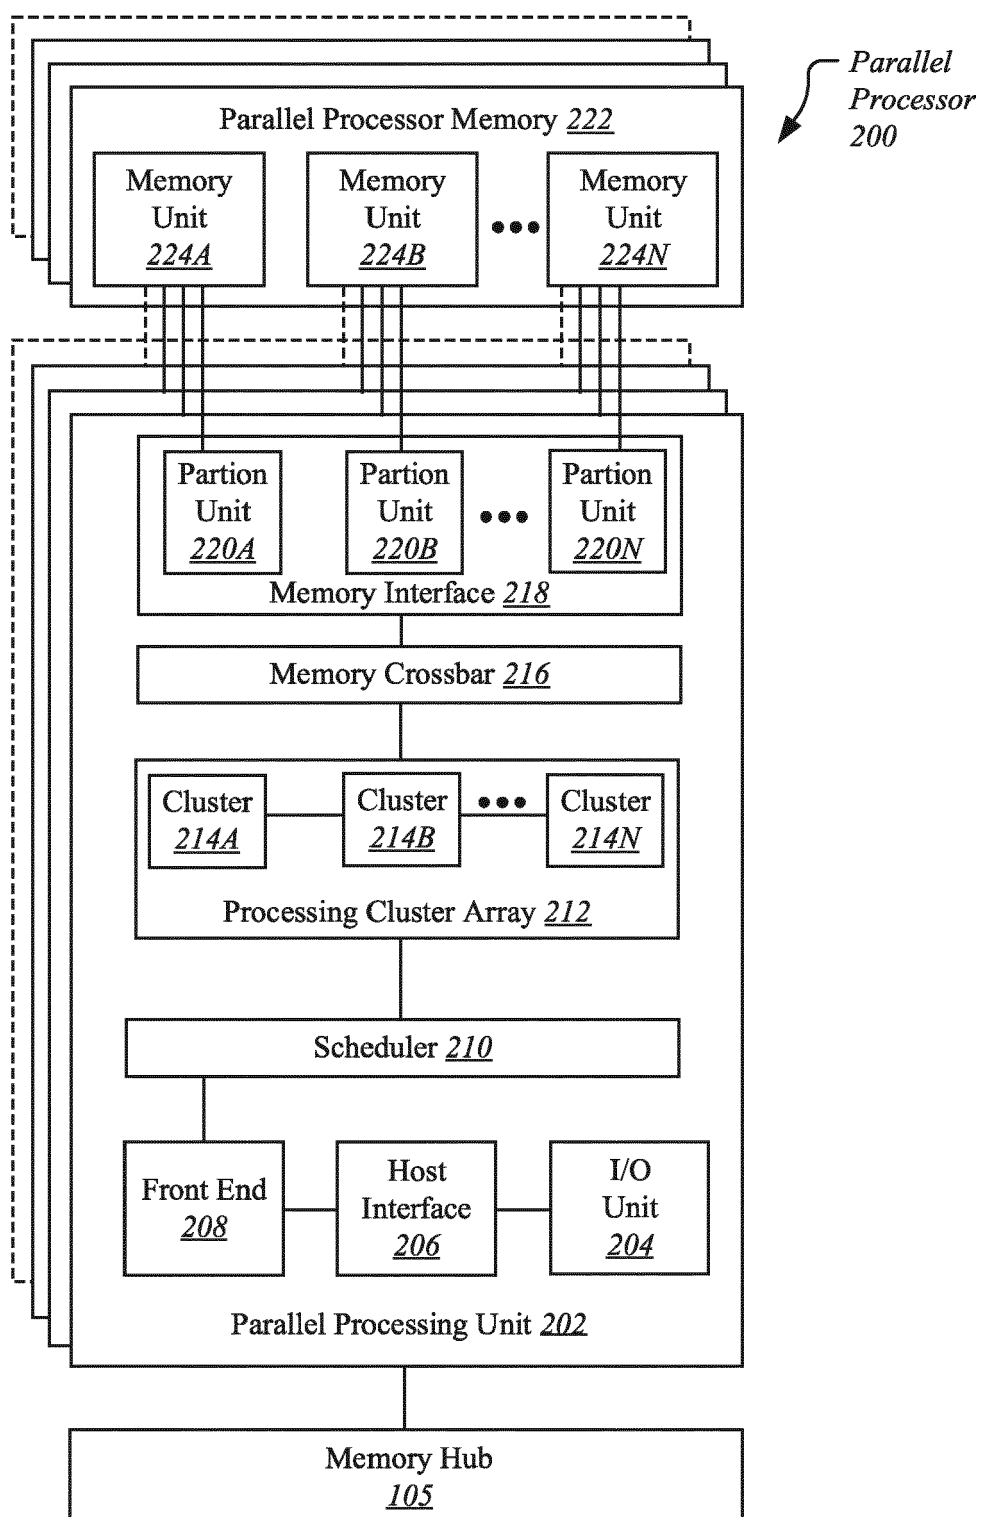 Parallel
Processor
200
Parallel Processor Memory 222
Memory
Unit
224A
Memory
Unit
224B
Memory
Unit
224N
Partion
Unit
220A
Partion
Unit
220B
Partion
Unit
220N
Memory Interface 218
Memory Crossbar 216
Cluster
214A
Cluster
214B
Cluster
214N
Processing Cluster Array 212
Scheduler 210
Front End
208
Host
Interface
206
I/O
Unit
204
Parallel Processing Unit 202
Memory Hub
105